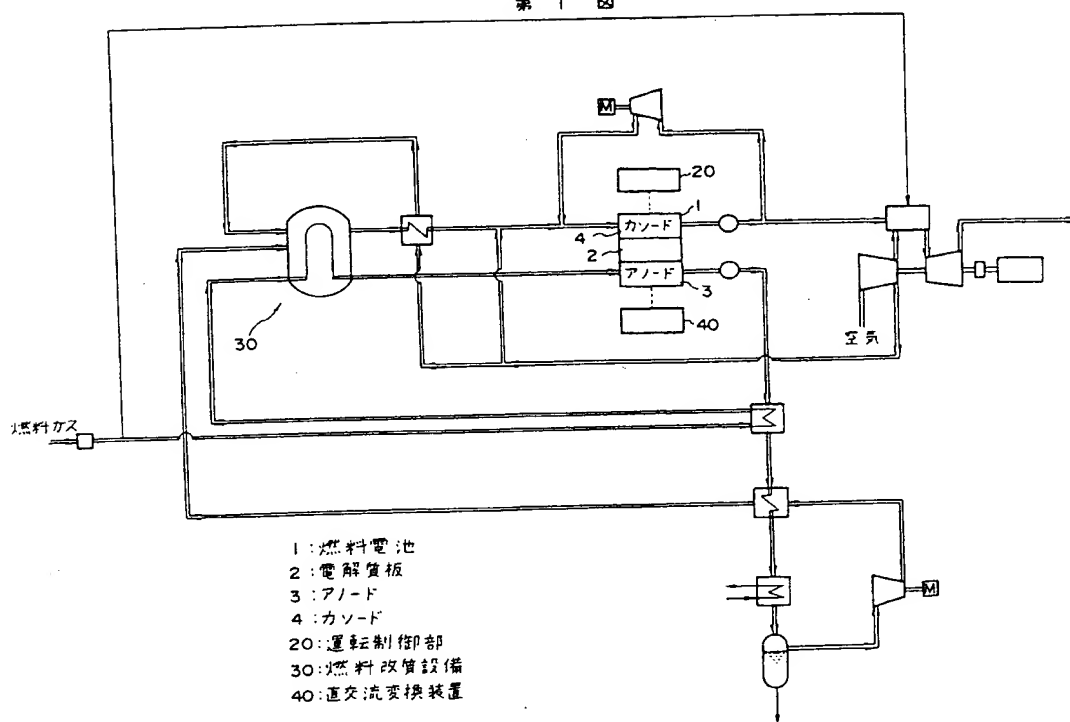 第1図
M
20
1
カソード
4
2
アノード
3
40
30
空気
燃料ガス
M
1:燃料電池
2:電解質板
3:アノード
4:カソード
20:運転制御部
30:燃料改質設備
40:直交流変換装置